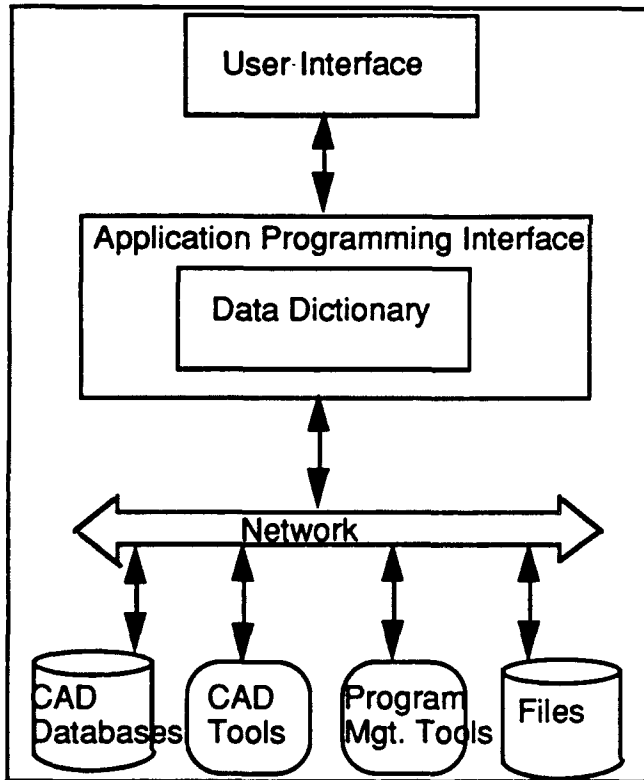 User Interface
Application Programming Interface
Data Dictionary
Network
CAD
Databases
CAD
Tools
Program
Mgt. Tools
Files